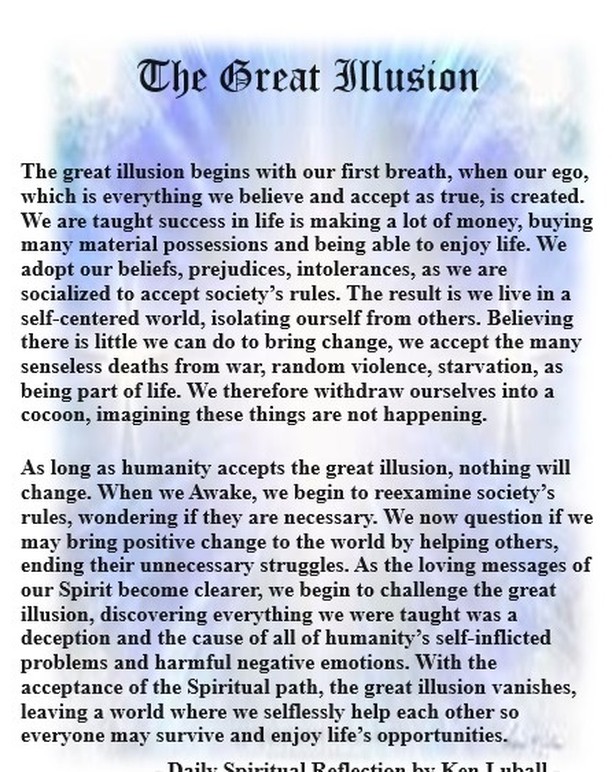 The Great Illusion
The great illusion begins with our first breath, when our ego,
which is everything we believe and accept as true, is created.
We are taught success in life is making a lot of money, buying
many material possessions and being able to enjoy life. We
adopt our beliefs, prejudices, intolerances, as we are
socialized to accept society's rules. The result is we live in a
self-centered world, isolating ourself from others. Believing
there is little we can do to bring change, we accept the many
senseless deaths from war, random violence, starvation, as
being part of life. We therefore withdraw ourselves into a
cocoon, imagining these things are not happening.
As long as humanity accepts the great illusion, nothing will
change. When we Awake, we begin to reexamine society's
rules, wondering if they are necessary. We now question if we
may bring positive change to the world by helping others,
ending their unnecessary struggles. As the loving messages of
our Spirit become clearer, we begin to challenge the great
illusion, discovering everything we were taught was a
deception and the cause of all of humanity's self-inflicted
problems and harmful negative emotions. With the
acceptance of the Spiritual path, the great illusion vanishes,
leaving a world where we selflessly help each other so
everyone may survive and enjoy life's opportunities.
- Daily Spiritual Reflection by Ken Luball -